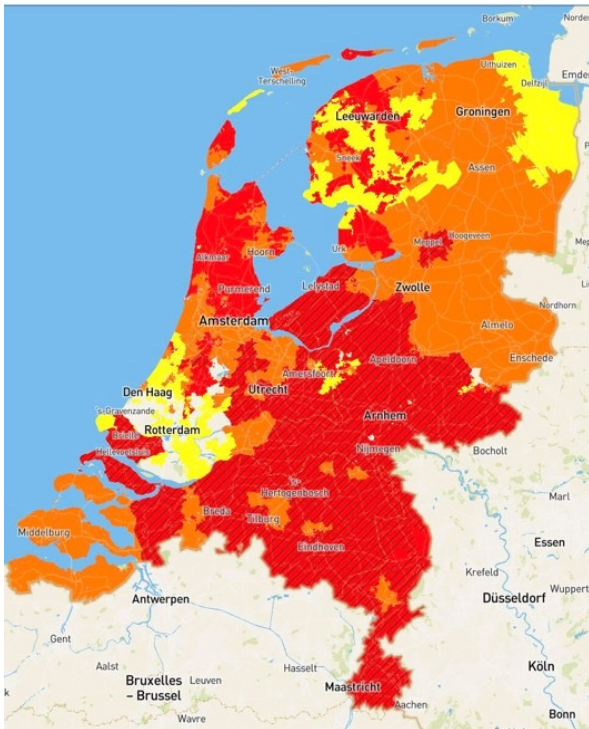 Borkum
Norden
Uithuizen
West-
Terschelling
Delfzijl
Emden
Leeuwarden
Groningen
Sneek
Assen
Meppel
Hoogeveen
Urk
Hoorn
Alkmaar
Lelystad
Purmerend
Zwolle
Nordhorn
Amsterdam
Almelo
Enschede
Apeldoorn
Amersfoort
Den Haag
Utrecht
's-Gravenzande
Arnhem
Rotterdam
Brielle
Hellevoetsluis
Nijmegen
Bocholt
's-
Hertogenbosch
Marl
Breda
Tilburg
Middelburg
Eindhoven
Essen
Krefeld
Wuppert
Antwerpen
Düsseldorf
Gent
Hasselt
Köln
Aalst
Leuven
Bruxelles
– Brussel
Maastricht
Aachen
Wavre
Bonn